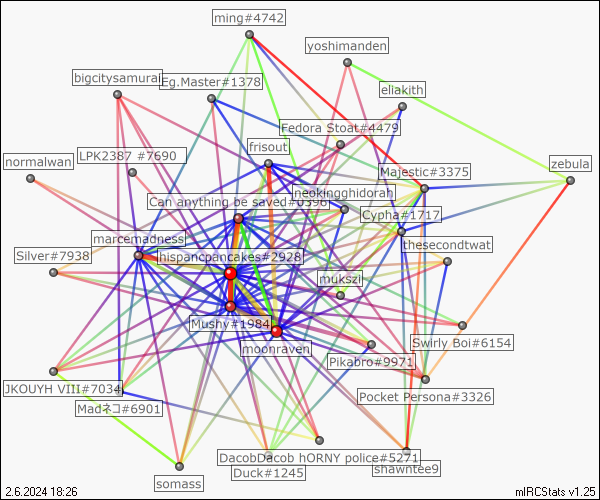 ming#4742
yoshimanden
bigcitysamurai
Eg.Master#1378
eliakith
Fedora Stoat#4479
frisout
LPK2387 #7690
normalwan
zebula
Majestic#3375
neokingghidorah
Can anything be saved#0396
Cypha#1717
marcemadness
thesecondtwat
Silver#7938
hispancpancakes#2928
mukszi
Mushy#1984
Swirly Boi#6154
moonraven
Pikabro#9971
JKOUYH VIII#7034
Pocket Persona#3326
Madネコ#6901
DacobDacob hORNY police#5271
shawntee9
Duck#1245
somass
2.6.2024 18:26
mIRCStats v1.25